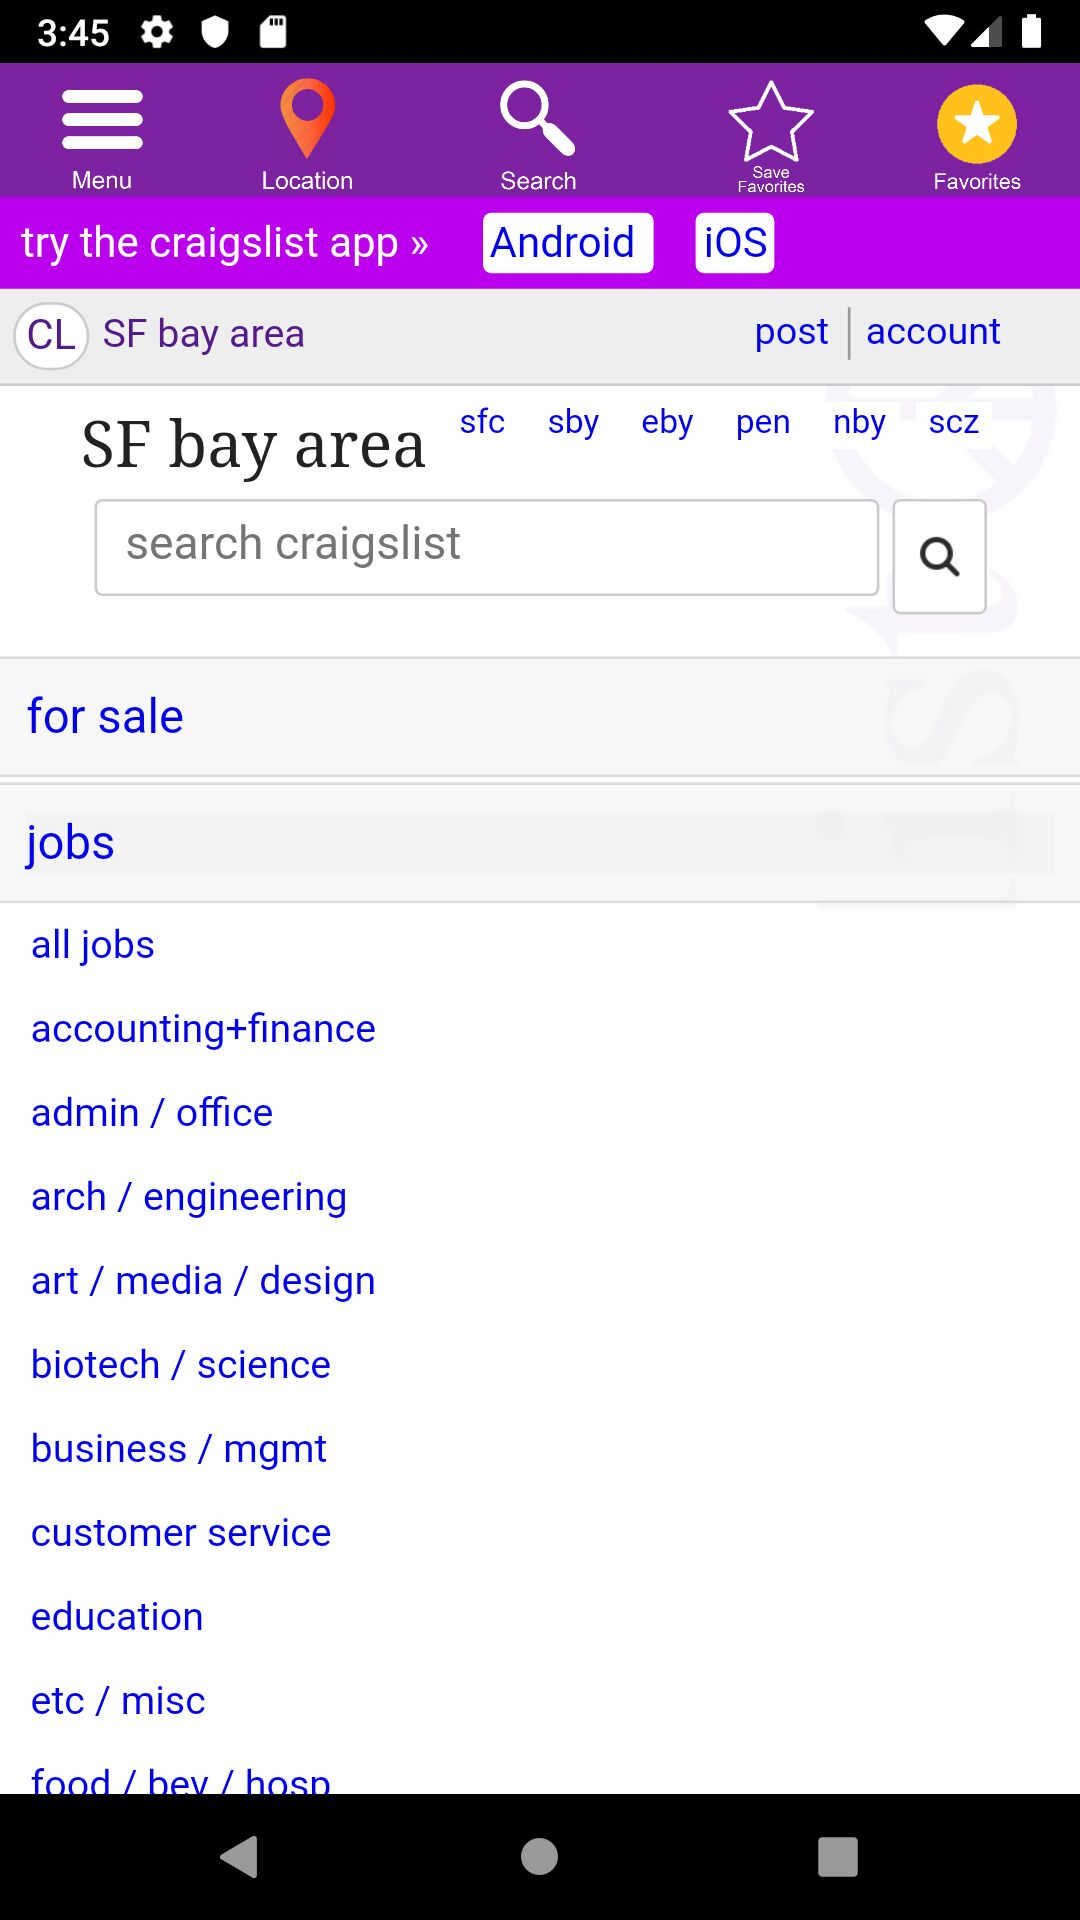 3:45
Menu Location Search Save Favorites Favorites
try the craigslist app » Android iOS
CL SF bay area post account
SF bay area sfc sby eby pen nby scz
search craigslist
for sale
jobs
all jobs
accounting+finance
admin / office
arch / engineering
art / media / design
biotech / science
business / mgmt
customer service
education
etc / misc
food / bev / hosp